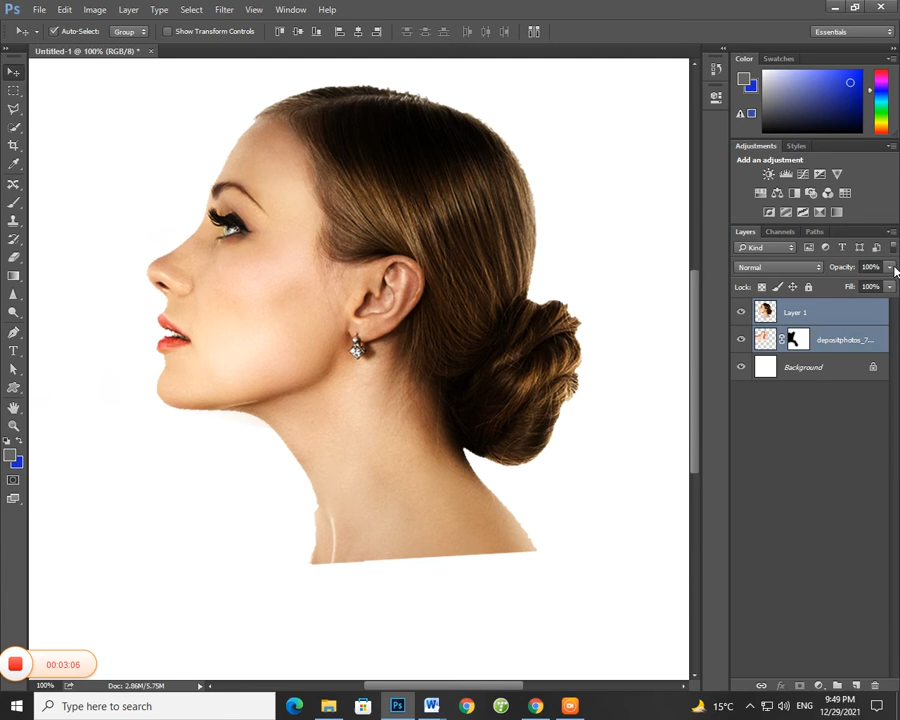 Ps File Edit Image Layer Type Select Filter View Window Help
Auto-Select: Group Show Transform Controls Essentials
Untitled-1 @ 100% (RGB/8) * ×
Color Swatches
Adjustments Styles
Add an adjustment
Layers Channels Paths
Kind
Normal Opacity: 100%
Lock: Fill: 100%
Layer 1
depositphotos_7...
Background
00:03:06
100% Doc: 2.86M/5.75M
Type here to search
15°C
9:49 PM
12/29/2021